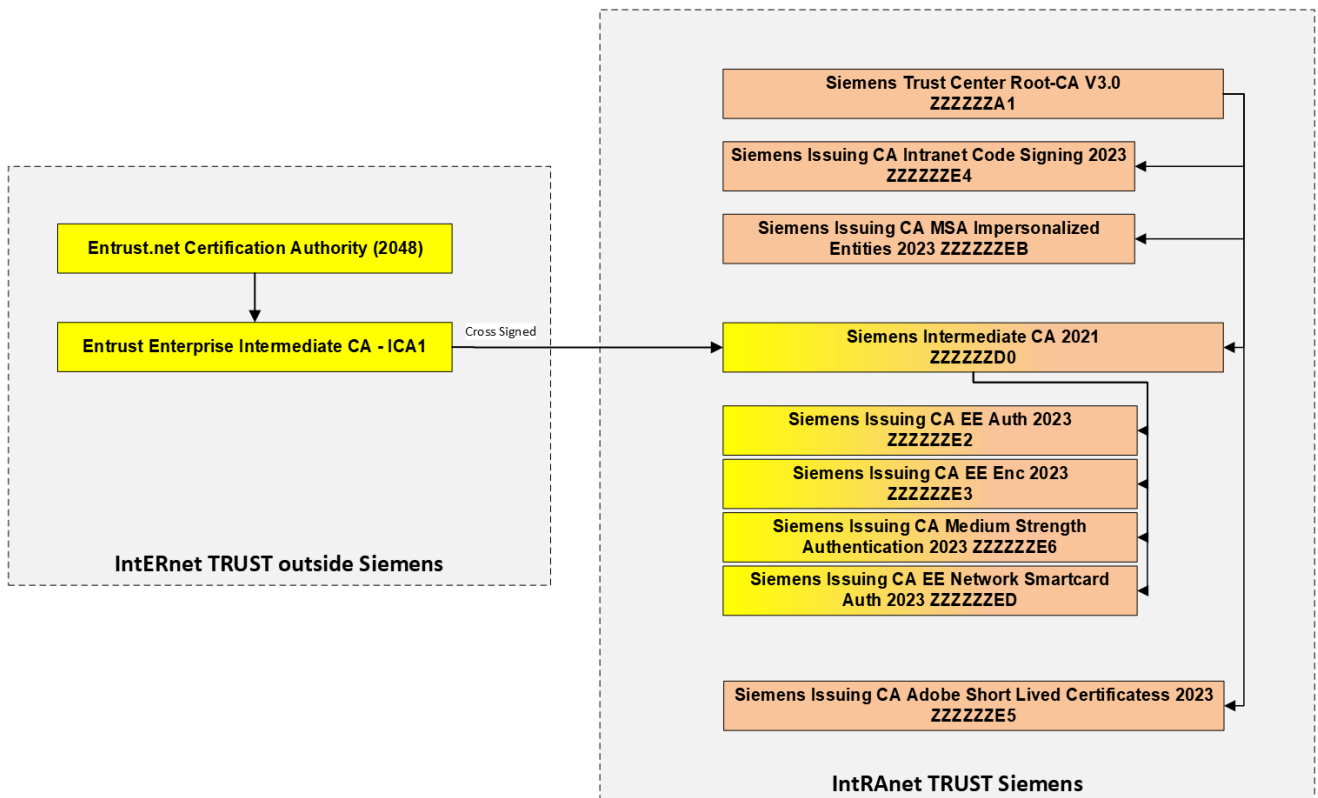 Entrust.net Certification Authority (2048)
Entrust Enterprise Intermediate CA - ICA1
IntERnet TRUST outside Siemens
Cross Signed
Siemens Trust Center Root-CA V3.0
ZZZZZZA1
Siemens Issuing CA Intranet Code Signing 2023
ZZZZZZE4
Siemens Issuing CA MSA Impersonalized
Entities 2023 ZZZZZZEB
Siemens Intermediate CA 2021
ZZZZZZD0
Siemens Issuing CA EE Auth 2023
ZZZZZZE2
Siemens Issuing CA EE Enc 2023
ZZZZZZE3
Siemens Issuing CA Medium Strength
Authentication 2023 ZZZZZZE6
Siemens Issuing CA EE Network Smartcard
Auth 2023 ZZZZZZED
Siemens Issuing CA Adobe Short Lived Certificatess 2023
ZZZZZZE5
IntRAnet TRUST Siemens